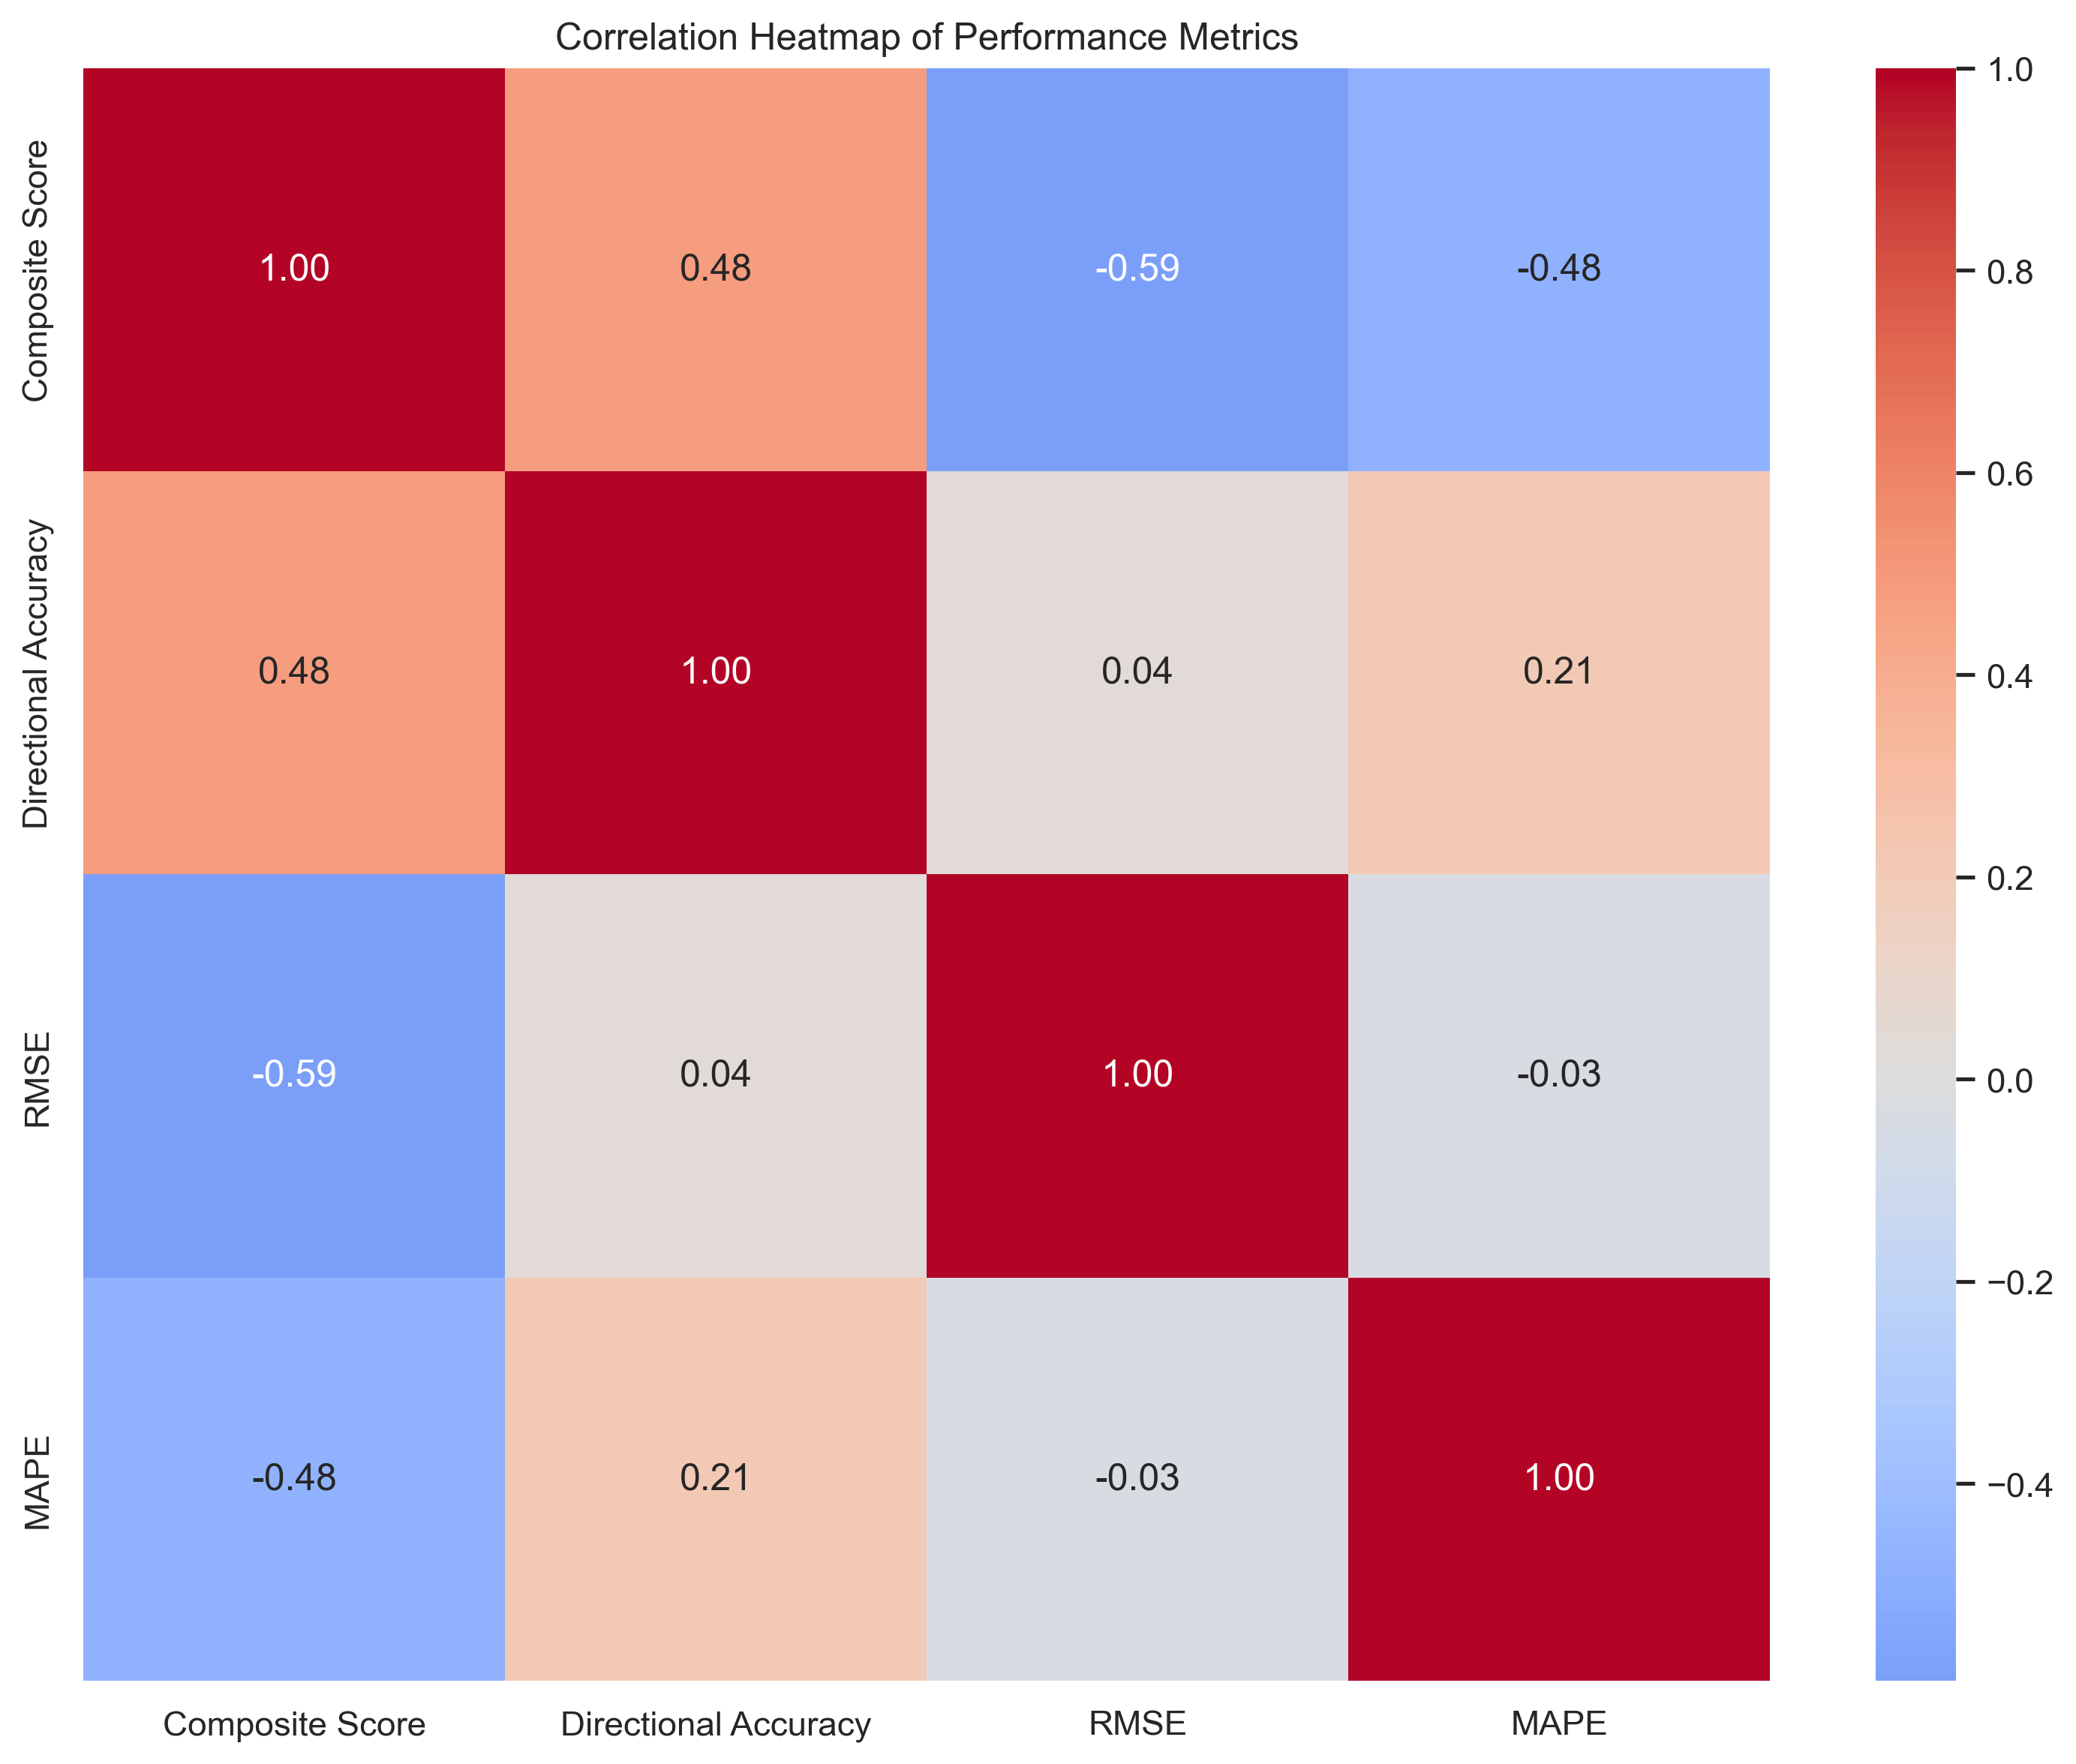 Correlation Heatmap of Performance Metrics
Composite Score
1.00 0.48 -0.59 -0.48
Directional Accuracy
0.48 1.00 0.04 0.21
RMSE
-0.59 0.04 1.00 -0.03
MAPE
-0.48 0.21 -0.03 1.00
Composite Score Directional Accuracy RMSE MAPE
1.0
0.8
0.6
0.4
0.2
0.0
−0.2
−0.4